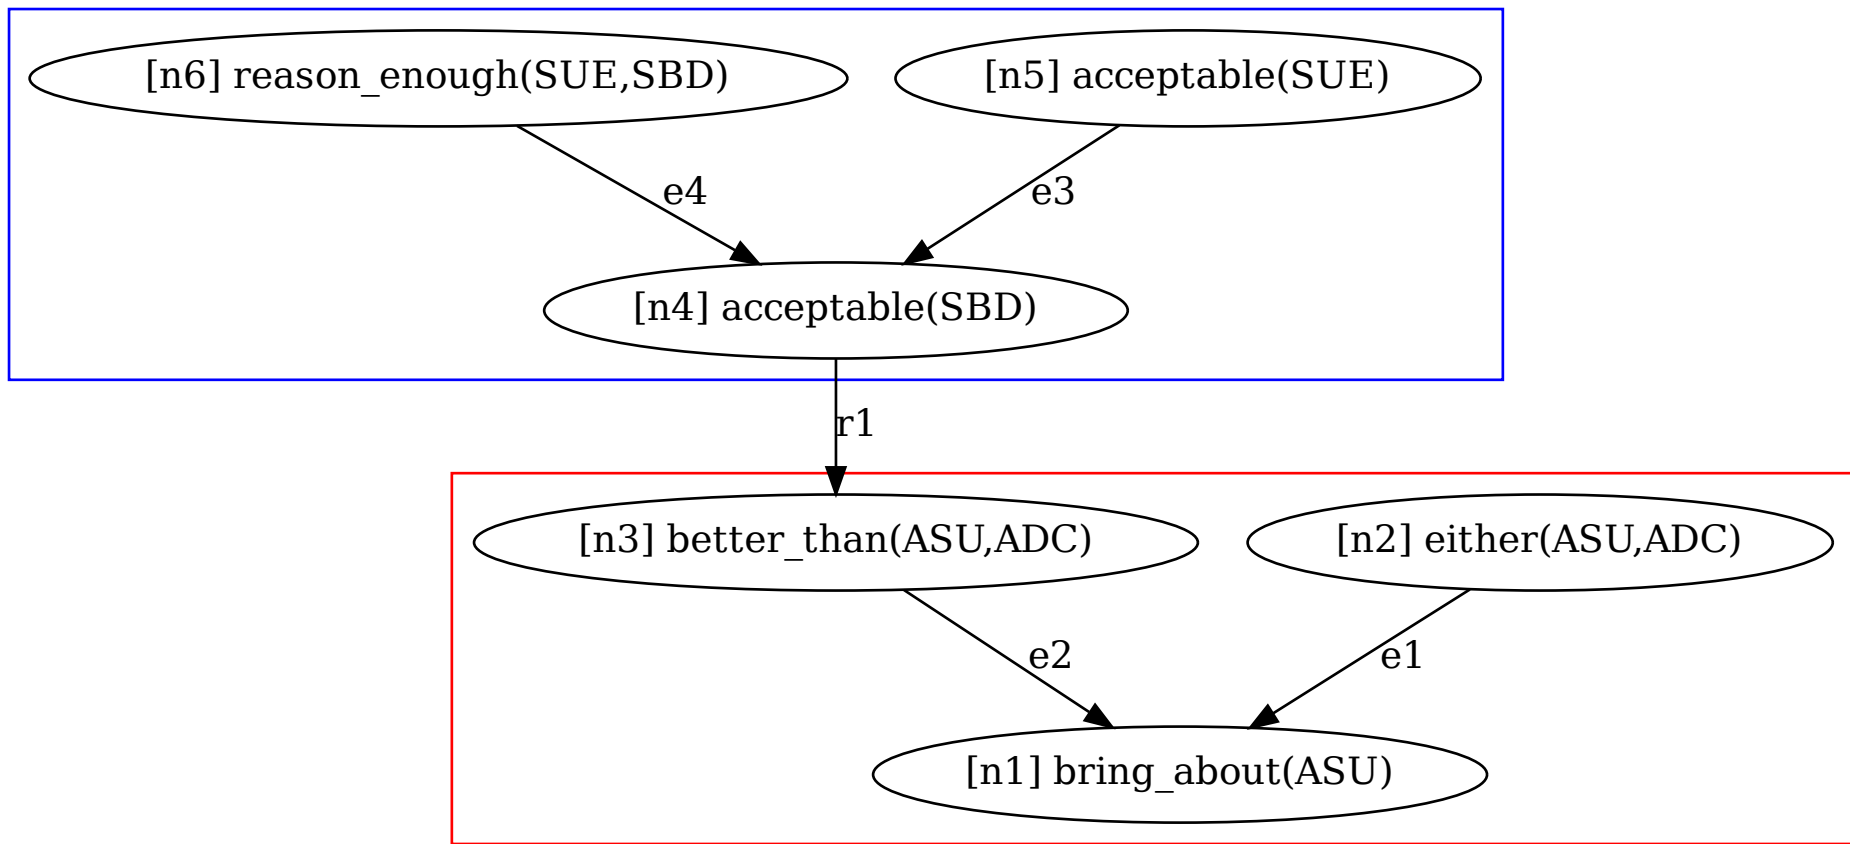 [n6] reason_enough(SUE,SBD)
[n5] acceptable(SUE)
e4
e3
[n4] acceptable(SBD)
r1
[n3] better_than(ASU,ADC)
[n2] either(ASU,ADC)
e2
e1
[n1] bring_about(ASU)